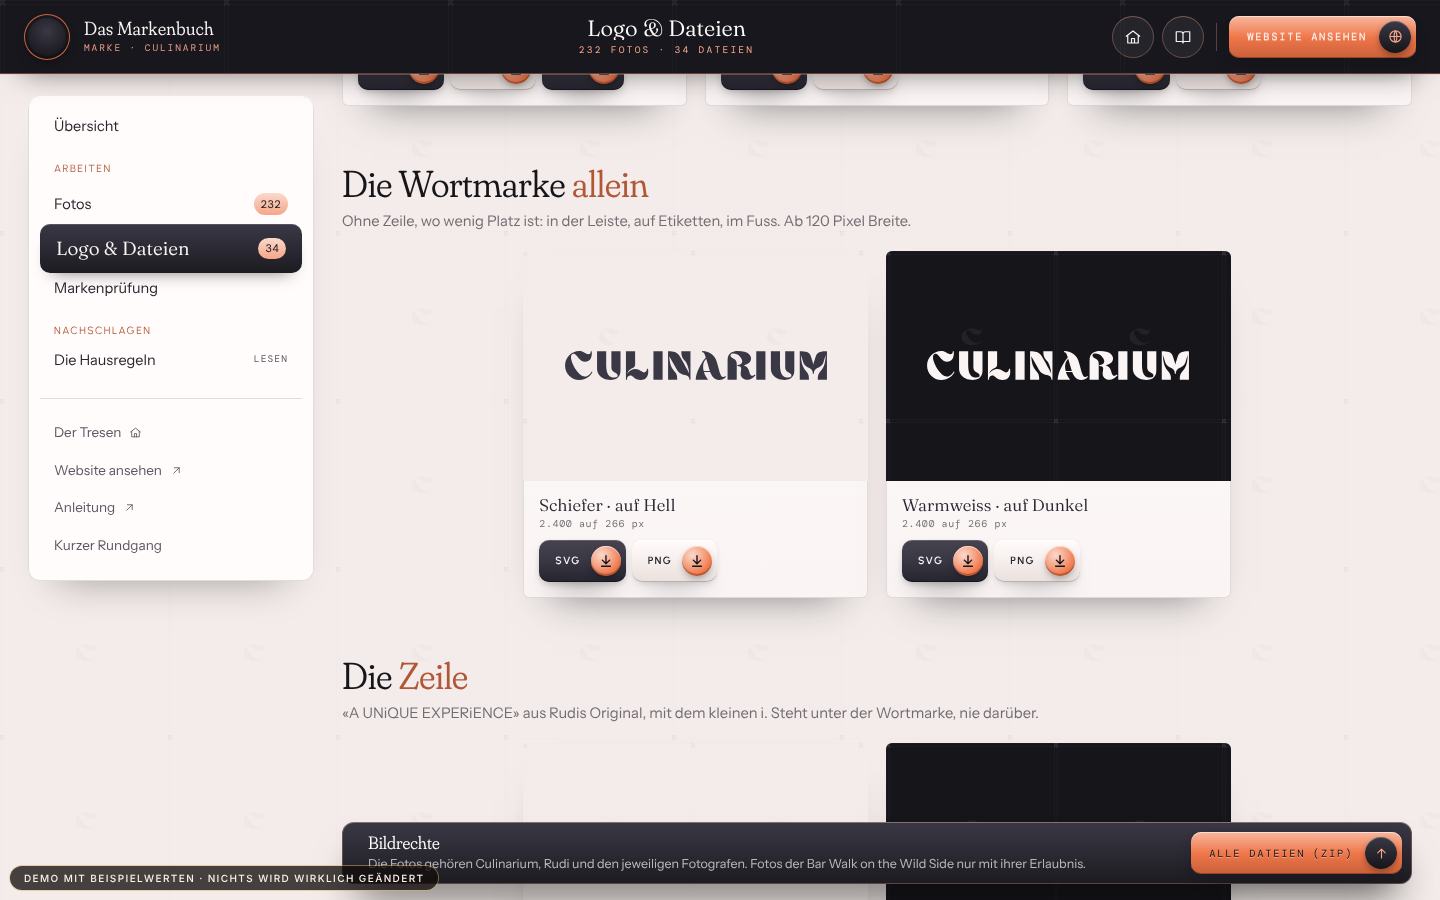 Das Markenbuch
MARKE · CULINARIUM
Logo & Dateien
232 FOTOS · 34 DATEIEN
WEBSITE ANSEHEN
Übersicht
ARBEITEN
Fotos
232
Logo & Dateien
34
Markenprüfung
NACHSCHLAGEN
Die Hausregeln
LESEN
Der Tresen
Website ansehen
Anleitung
Kurzer Rundgang
Die Wortmarke allein
Ohne Zeile, wo wenig Platz ist: in der Leiste, auf Etiketten, im Fuss. Ab 120 Pixel Breite.
CULINARIUM
CULINARIUM
Schiefer · auf Hell
2.400 auf 266 px
SVG
PNG
Warmweiss · auf Dunkel
2.400 auf 266 px
SVG
PNG
Die Zeile
«A UNiQUE EXPERiENCE» aus Rudis Original, mit dem kleinen i. Steht unter der Wortmarke, nie darüber.
Bildrechte
Die Fotos gehören Culinarium, Rudi und den jeweiligen Fotografen. Fotos der Bar Walk on the Wild Side nur mit ihrer Erlaubnis.
ALLE DATEIEN (ZIP)
DEMO MIT BEISPIELWERTEN · NICHTS WIRD WIRKLICH GEÄNDERT